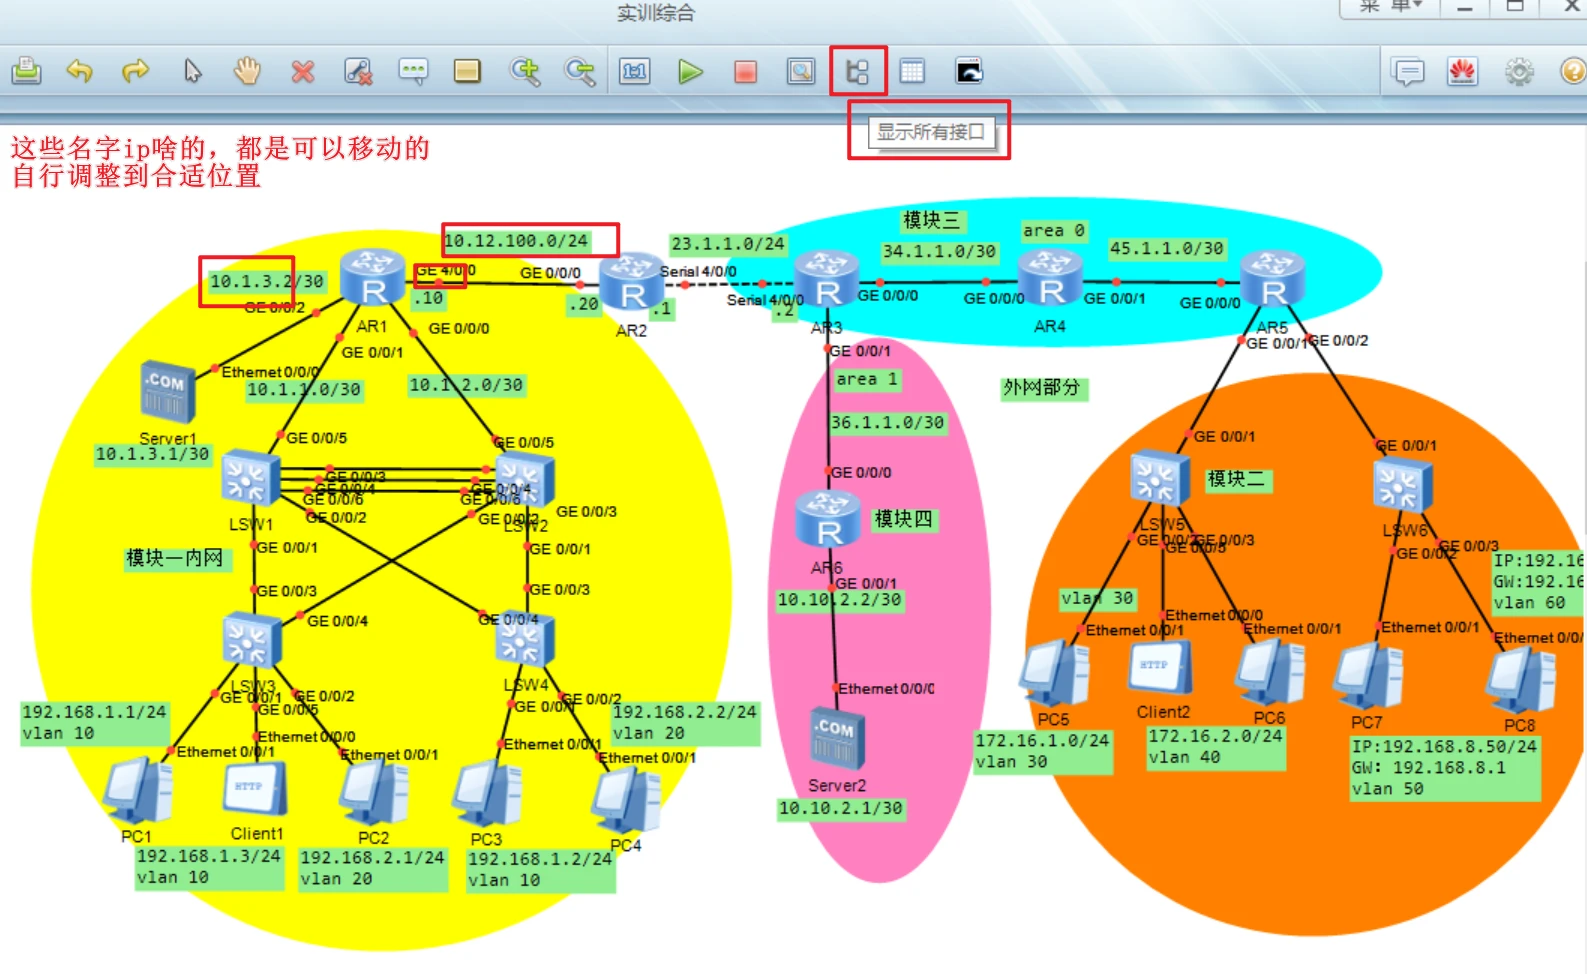 实训综合
菜 单
1:1
显示所有接口
这些名字ip啥的，都是可以移动的
自行调整到合适位置
模块三
area 0
10.12.100.0/24
23.1.1.0/24
34.1.1.0/30
45.1.1.0/30
10.1.3.2/30
GE 4/0/0
GE 0/0/0
Serial 4/0/0
.10
.20
.1
Serial 4/0/0
.2
GE 0/0/0
GE 0/0/0
GE 0/0/1
GE 0/0/0
GE 0/0/2
R
R
R
R
R
AR1
AR2
AR3
AR4
AR5
GE 0/0/0
GE 0/0/1
GE 0/0/1
GE 0/0/1
GE 0/0/2
Ethernet 0/0/0
.COM
10.1.1.0/30
10.1.2.0/30
area 1
外网部分
36.1.1.0/30
Server1
10.1.3.1/30
GE 0/0/5
GE 0/0/5
GE 0/0/1
GE 0/0/1
GE 0/0/3
GE 0/0/4
GE 0/0/6
GE 0/0/2
GE 0/0/4
GE 0/0/6
GE 0/0/2
GE 0/0/3
GE 0/0/0
模块二
LSW1
LSW2
R
模块四
LSW5
LSW6
模块一内网
GE 0/0/1
GE 0/0/1
AR6
GE 0/0/2
GE 0/0/5
GE 0/0/3
GE 0/0/2
GE 0/0/3
IP:192.16
GW:192.16
vlan 60
GE 0/0/3
GE 0/0/3
GE 0/0/1
10.10.2.2/30
vlan 30
GE 0/0/4
GE 0/0/4
Ethernet 0/0/1
Ethernet 0/0/0
Ethernet 0/0/1
Ethernet 0/0/1
Ethernet 0/0/
HTTP
LSW3
LSW4
GE 0/0/1
GE 0/0/5
GE 0/0/2
GE 0/0/1
GE 0/0/2
Ethernet 0/0/0
192.168.1.1/24
vlan 10
192.168.2.2/24
vlan 20
.COM
PC5
Client2
PC6
PC7
PC8
172.16.1.0/24
vlan 30
172.16.2.0/24
vlan 40
IP:192.168.8.50/24
GW: 192.168.8.1
vlan 50
Ethernet 0/0/1
Ethernet 0/0/0
Ethernet 0/0/1
Ethernet 0/0/1
Ethernet 0/0/1
HTTP
Server2
10.10.2.1/30
PC1
Client1
PC2
PC3
PC4
192.168.1.3/24
vlan 10
192.168.2.1/24
vlan 20
192.168.1.2/24
vlan 10